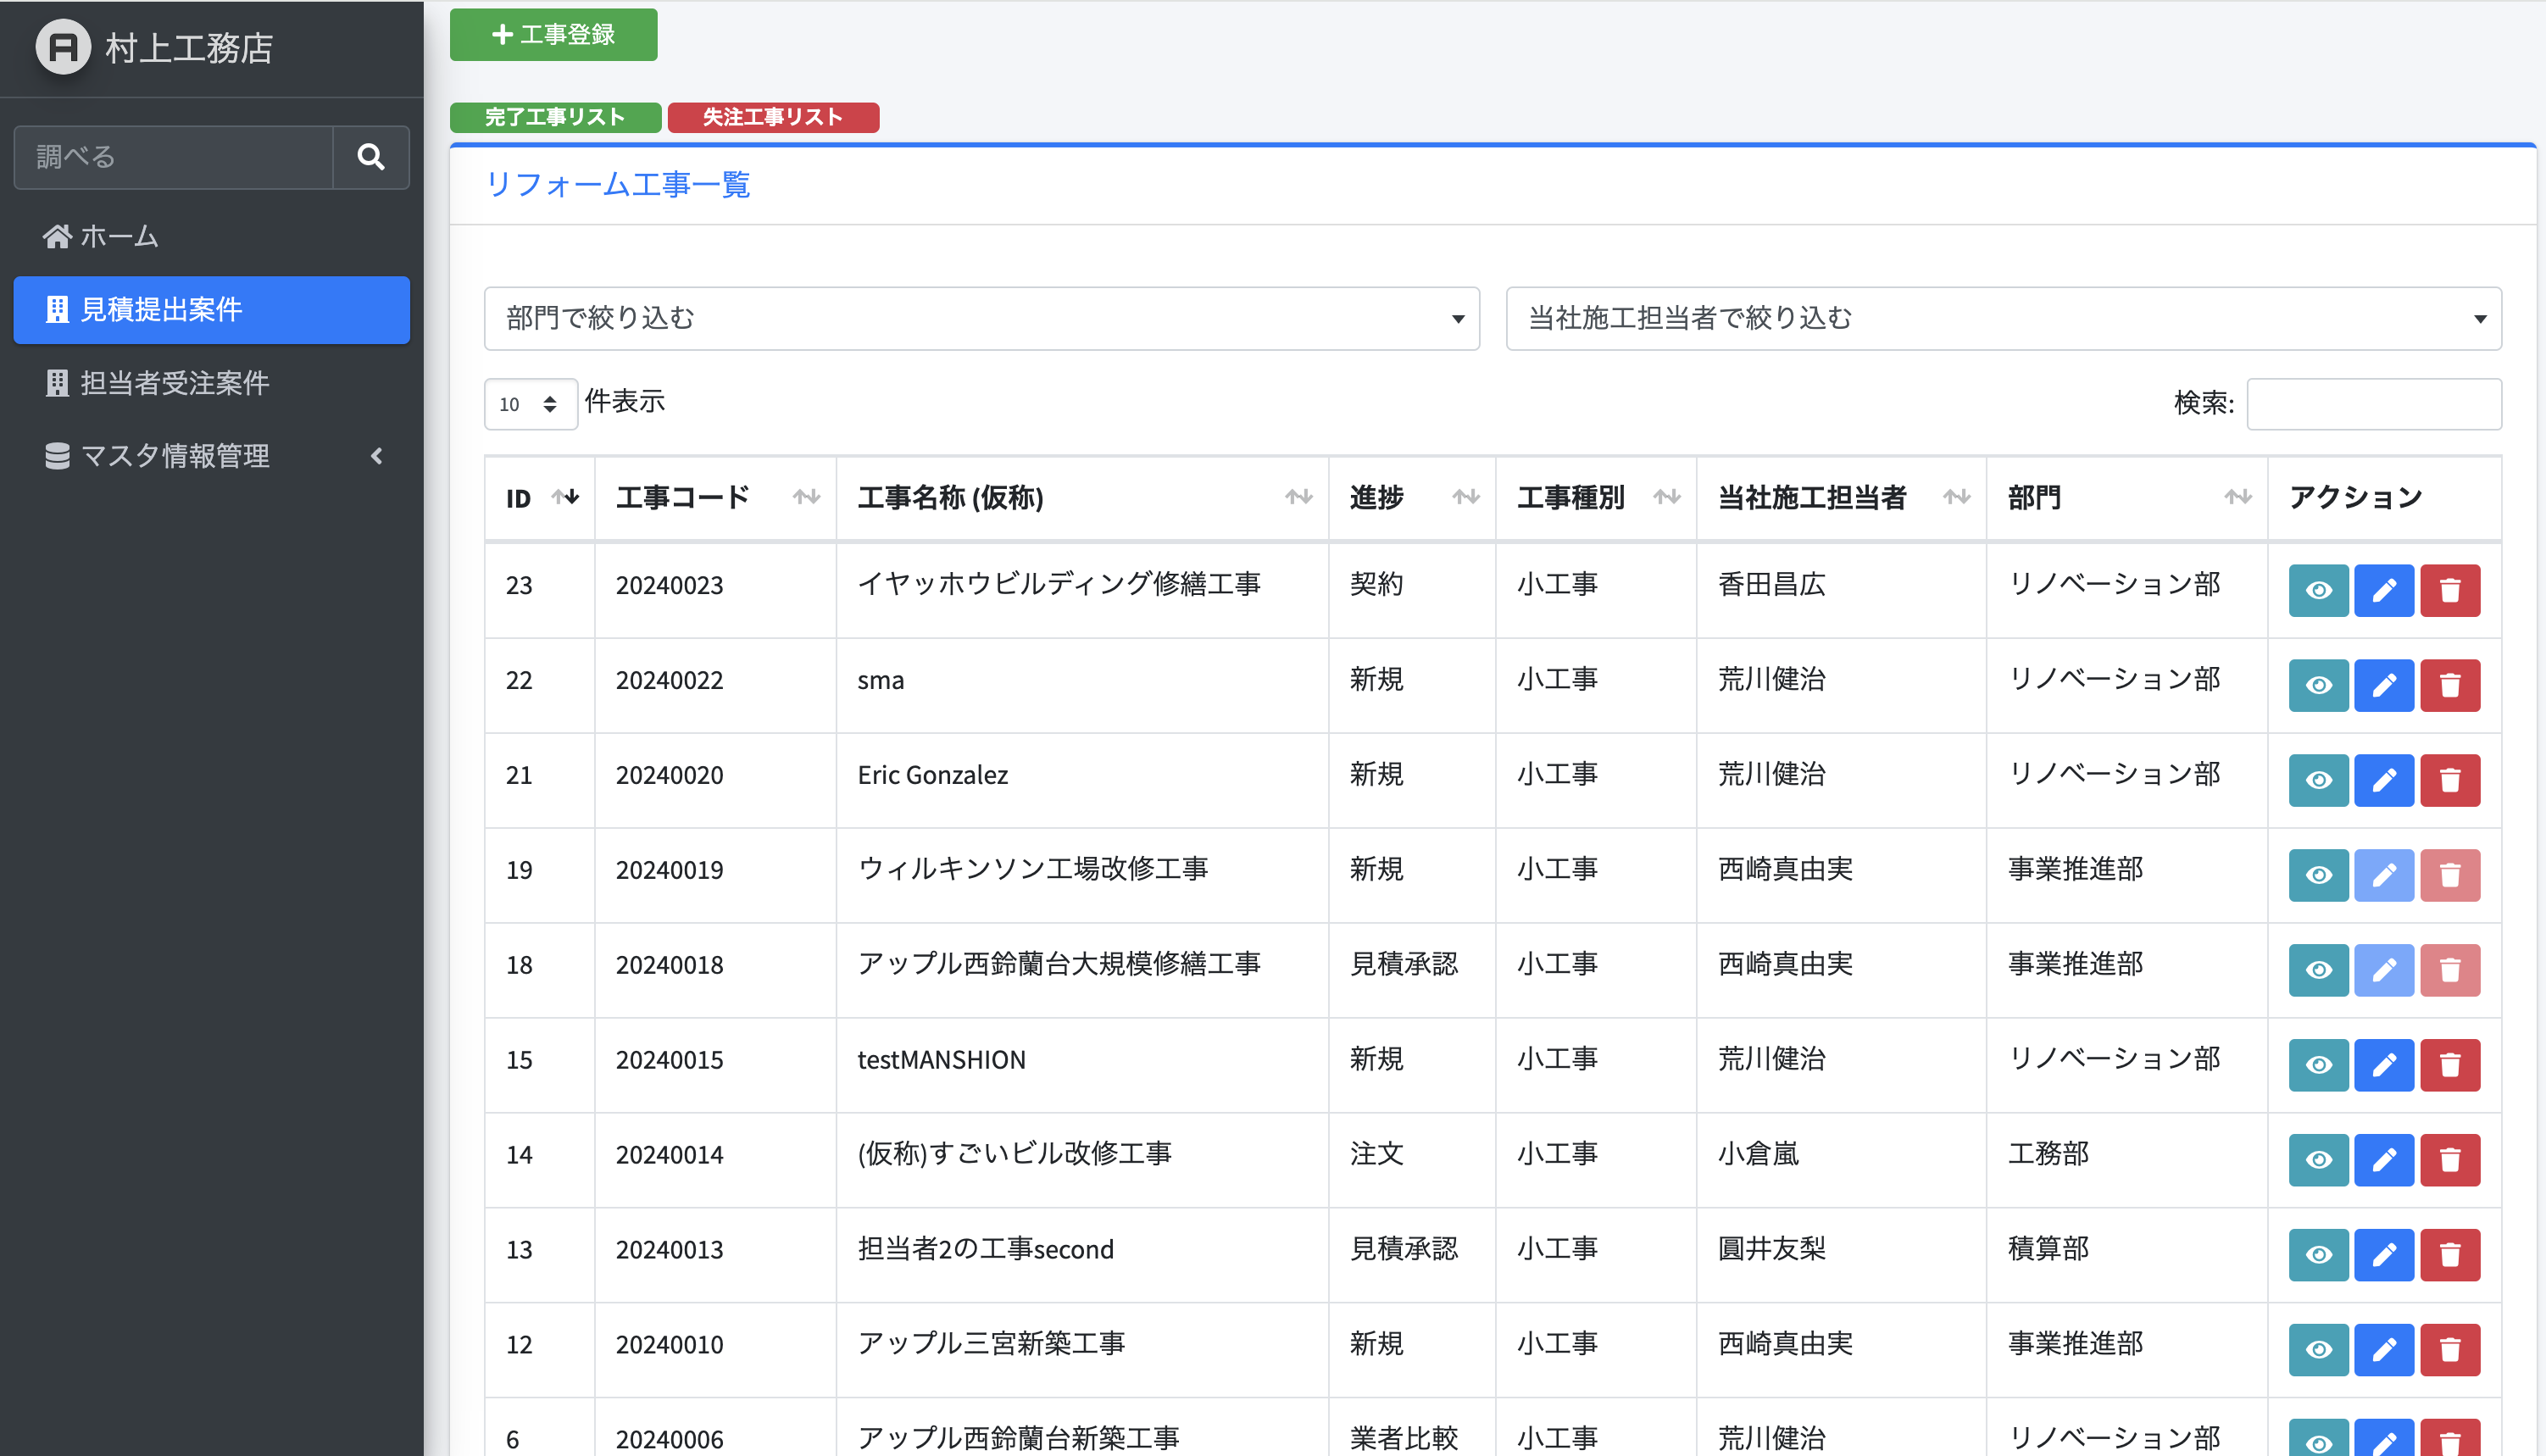 村上工務店
調べる
ホーム
見積提出案件
担当者受注案件
マスタ情報管理
工事登録
完了工事リスト 失注工事リスト
リフォーム工事一覧
部門で絞り込む 当社施工担当者で絞り込む
10 件表示 検索:
ID 工事コード 工事名称 (仮称) 進捗 工事種別 当社施工担当者 部門 アクション
23 20240023 イヤッホウビルディング修繕工事 契約 小工事 香田昌広 リノベーション部
22 20240022 sma 新規 小工事 荒川健治 リノベーション部
21 20240020 Eric Gonzalez 新規 小工事 荒川健治 リノベーション部
19 20240019 ウィルキンソン工場改修工事 新規 小工事 西崎真由実 事業推進部
18 20240018 アップル西鈴蘭台大規模修繕工事 見積承認 小工事 西崎真由実 事業推進部
15 20240015 testMANSHION 新規 小工事 荒川健治 リノベーション部
14 20240014 (仮称)すごいビル改修工事 注文 小工事 小倉嵐 工務部
13 20240013 担当者2の工事second 見積承認 小工事 圓井友梨 積算部
12 20240010 アップル三宮新築工事 新規 小工事 西崎真由実 事業推進部
6 20240006 アップル西鈴蘭台新築工事 業者比較 小工事 荒川健治 リノベーション部